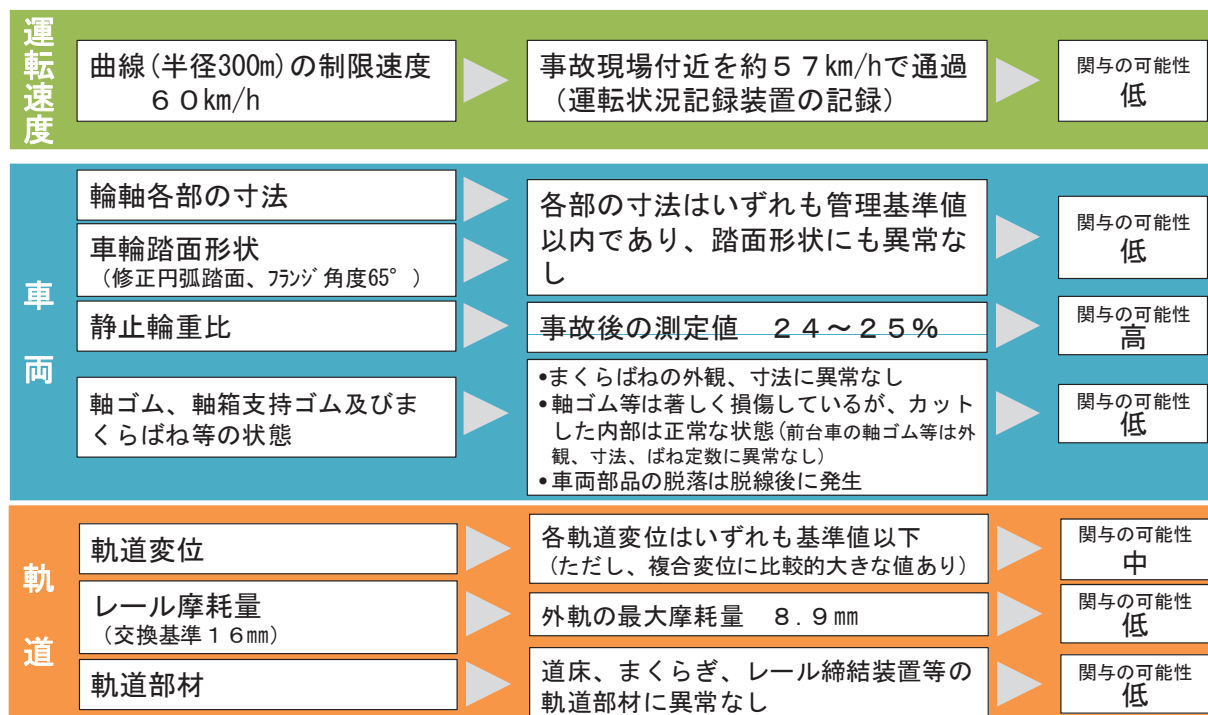 運転速度
曲線(半径300m)の制限速度
６０km/h
事故現場付近を約５７km/hで通過
(運転状況記録装置の記録)
関与の可能性
低
車両
輪軸各部の寸法
車輪踏面形状
(修正円弧踏面、ﾌﾗﾝｼﾞ角度65°)
各部の寸法はいずれも管理基準値
以内であり、踏面形状にも異常な
し
関与の可能性
低
静止輪重比
事故後の測定値　２４～２５%
関与の可能性
高
軸ゴム、軸箱支持ゴム及びま
くらばね等の状態
•まくらばねの外観、寸法に異常なし
•軸ゴム等は著しく損傷しているが、カット
した内部は正常な状態(前台車の軸ゴム等は外
観、寸法、ばね定数に異常なし)
•車両部品の脱落は脱線後に発生
関与の可能性
低
軌道
軌道変位
各軌道変位はいずれも基準値以下
(ただし、複合変位に比較的大きな値あり)
関与の可能性
中
レール摩耗量
(交換基準１６㎜)
外軌の最大摩耗量　８.９㎜
関与の可能性
低
軌道部材
道床、まくらぎ、レール締結装置等の
軌道部材に異常なし
関与の可能性
低